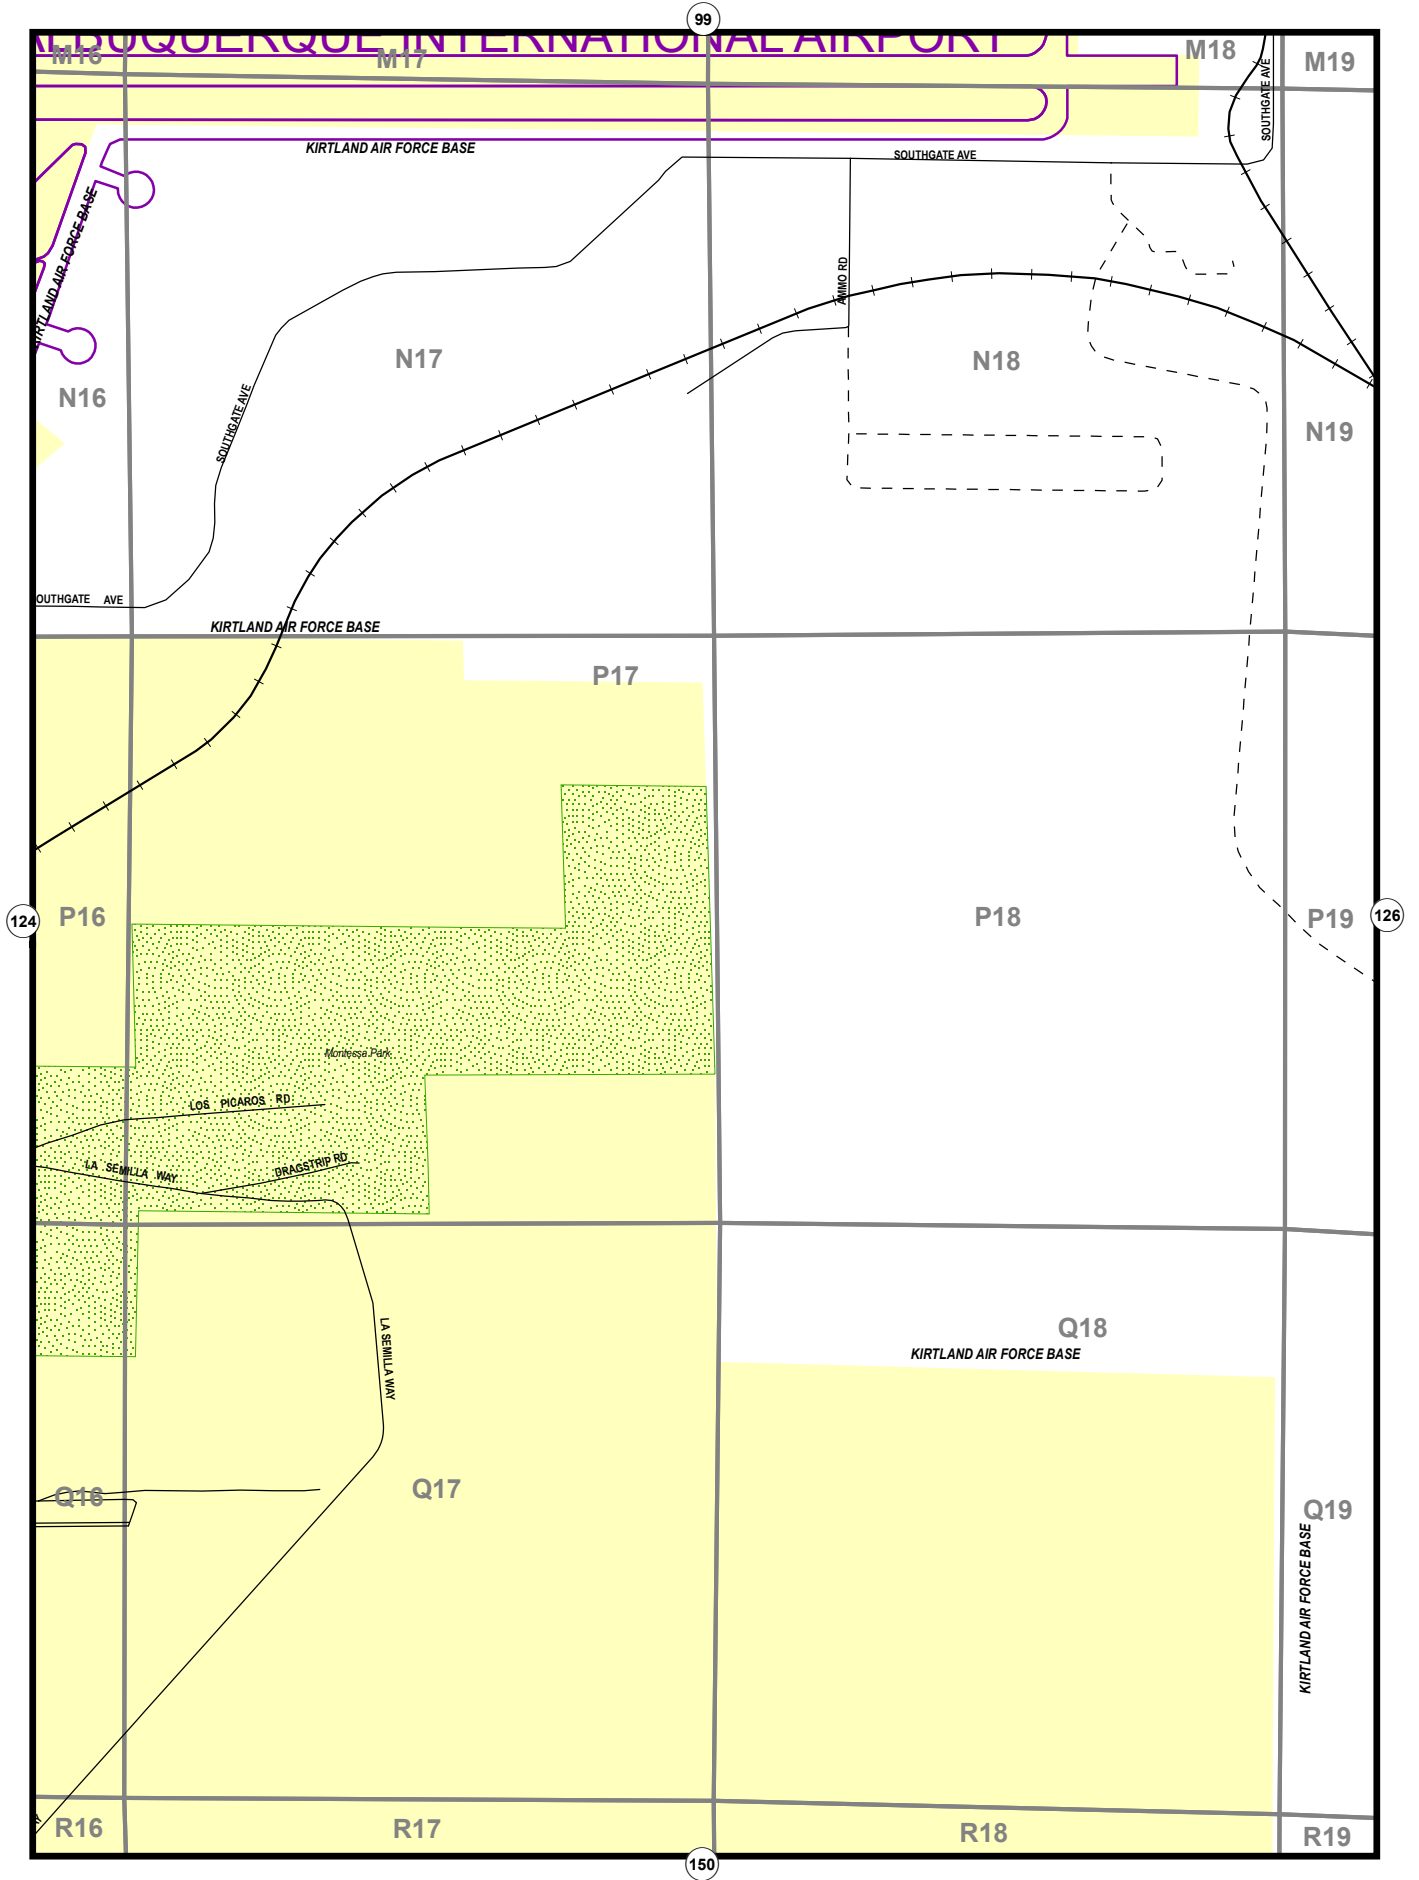 99
ALBUQUERQUE INTERNATIONAL AIRPORT
M16
M17
M18
M19
SOUTHGATE AVE
KIRTLAND AIR FORCE BASE
SOUTHGATE AVE
KIRTLAND AIR FORCE BASE
AMMO RD
N17
N18
N16
SOUTHGATE AVE
N19
OUTHGATE AVE
KIRTLAND AIR FORCE BASE
P17
124
P16
P18
P19
126
Montessa Park
LOS PICAROS RD
LA SEMILLA WAY
DRAGSTRIP RD
Q18
KIRTLAND AIR FORCE BASE
LA SEMILLA WAY
Q16
Q17
Q19
KIRTLAND AIR FORCE BASE
R16
R17
R18
R19
150